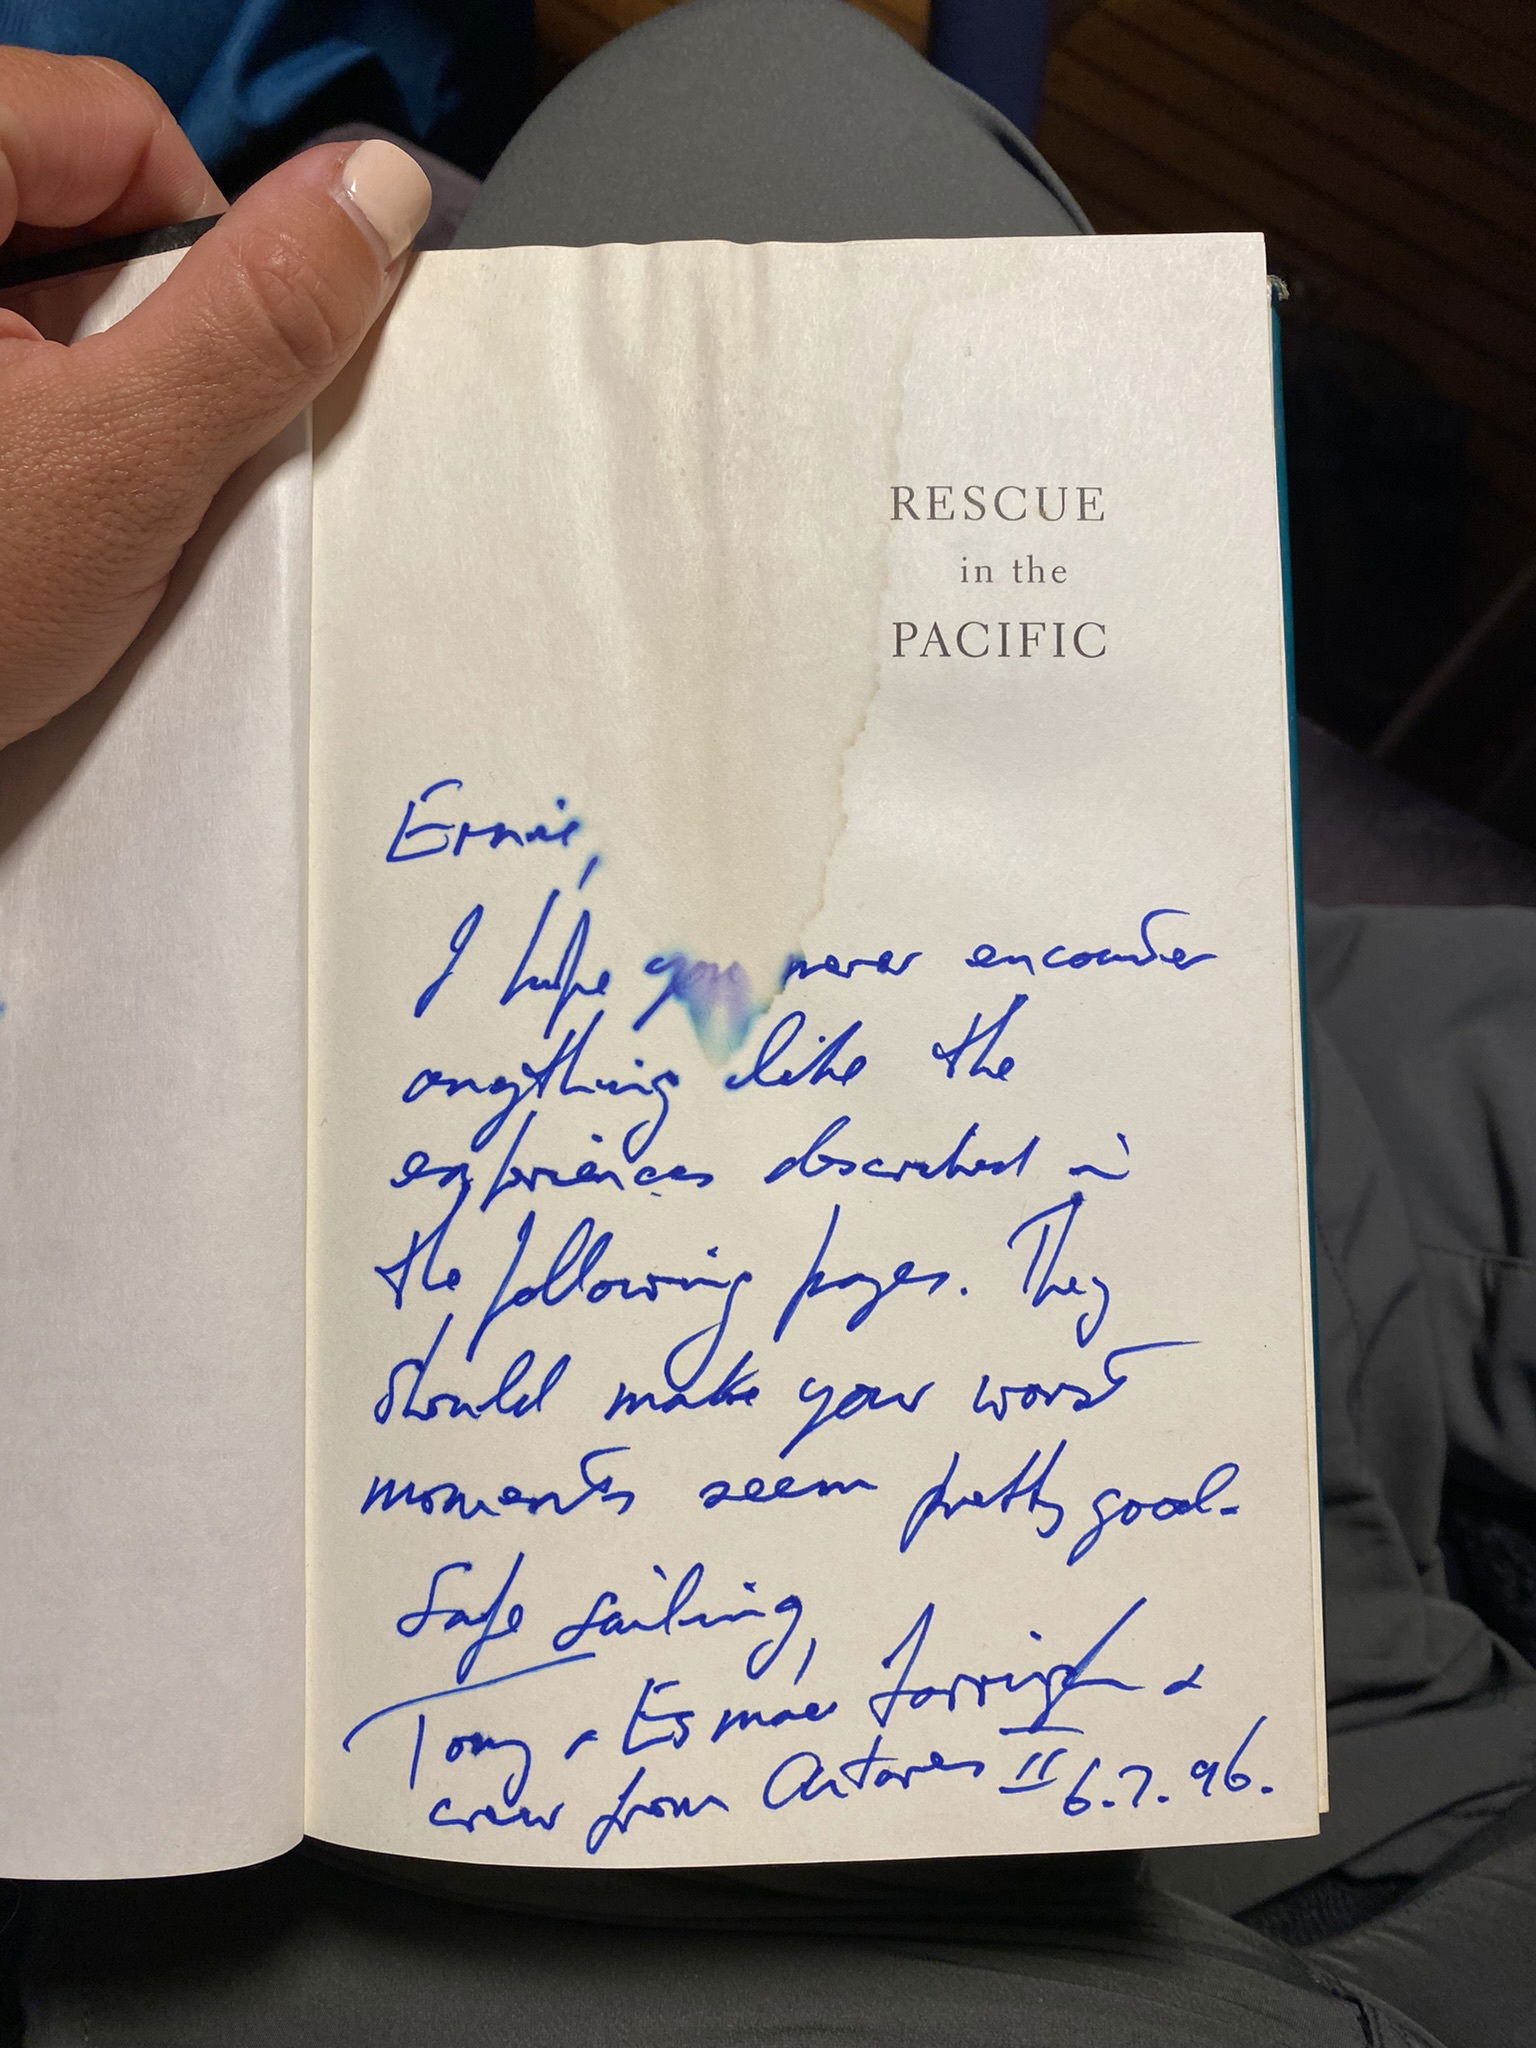 RESCUE
in the
PACIFIC
Ernie,
I hope you never encounter
anything like the
experiences described in
the following pages. They
should make your worst
moments seem pretty good.
Safe sailing,
Tony & Esmae Farrington &
crew from Antares II 6.7.96.